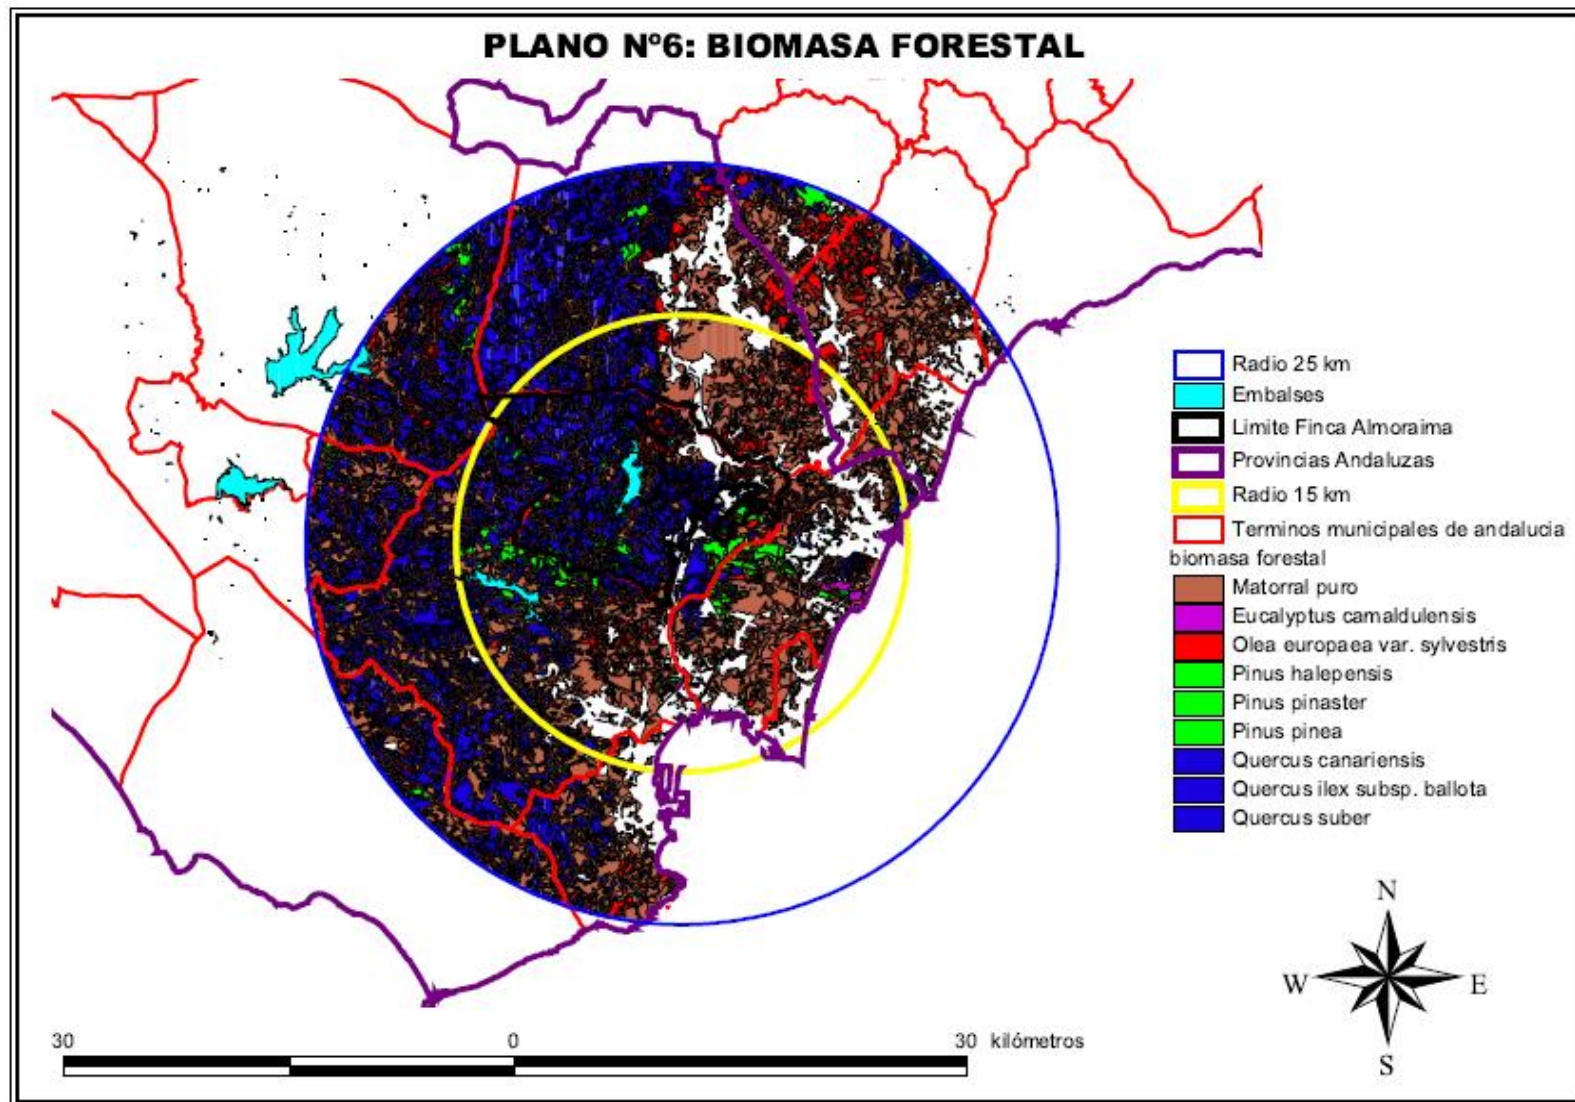 PLANO Nº6: BIOMASA FORESTAL
Radio 25 km
Embalses
Limite Finca Almoraima
Provincias Andaluzas
Radio 15 km
Terminos municipales de andalucia
biomasa forestal
Matorral puro
Eucalyptus camaldulensis
Olea europaea var. sylvestris
Pinus halepensis
Pinus pinaster
Pinus pinea
Quercus canariensis
Quercus ilex subsp. ballota
Quercus suber
N
W E
S
30 0 30 kilómetros